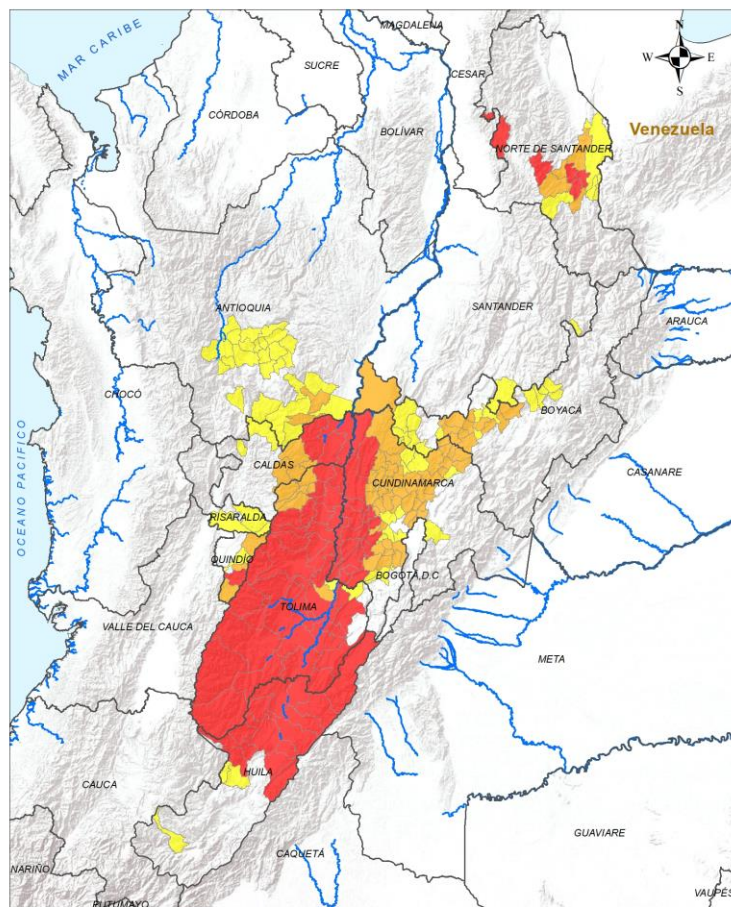 MAGDALENA
N
W E
S
MAR CARIBE
SUCRE
CESAR
CÓRDOBA
BOLÍVAR
Venezuela
NORTE DE SANTANDER
ANTIOQUIA
SANTANDER
ARAUCA
CHOCÓ
BOYACÁ
OCEANO PACIFICO
CALDAS
CUNDINAMARCA
CASANARE
RISARALDA
QUINDIO
BOGOTÁ, D.C
TOLIMA
VALLE DEL CAUCA
META
HUILA
CAUCA
GUAVIARE
CAQUETÁ
NARIÑO
VAUPÉS
PUTUMAYO